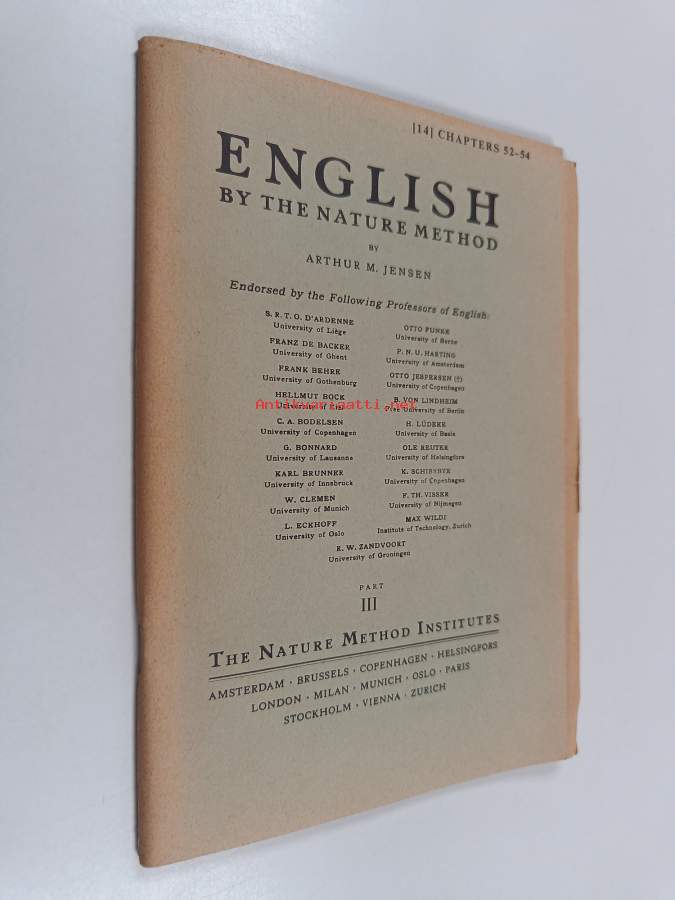 [14] CHAPTERS 52-54
ENGLISH
BY THE NATURE METHOD
BY
ARTHUR M. JENSEN
Endorsed by the Following Professors of English:
S. R. T. O. D'ARDENNE
University of Liège
FRANZ DE BACKER
University of Ghent
FRANK BEHRE
University of Gothenburg
HELLMUT BOCK
University of Kiel
C. A. BODELSEN
University of Copenhagen
G. BONNARD
University of Lausanne
KARL BRUNNER
University of Innsbruck
W. CLEMEN
University of Munich
L. ECKHOFF
University of Oslo
OTTO FUNKE
University of Berne
P. N. U. HARTING
University of Amsterdam
OTTO JESPERSEN (†)
University of Copenhagen
B. VON LINDHEIM
Free University of Berlin
H. LÜDEKE
University of Basle
OLE REUTER
University of Helsingfors
K. SCHIBSBYE
University of Copenhagen
F. TH. VISSER
University of Nijmegen
MAX WILDI
Institute of Technology, Zurich
R. W. ZANDVOORT
University of Groningen
Antikvariaatti.net
PART
III
THE NATURE METHOD INSTITUTES
AMSTERDAM · BRUSSELS · COPENHAGEN · HELSINGFORS
LONDON · MILAN · MUNICH · OSLO · PARIS
STOCKHOLM · VIENNA · ZURICH